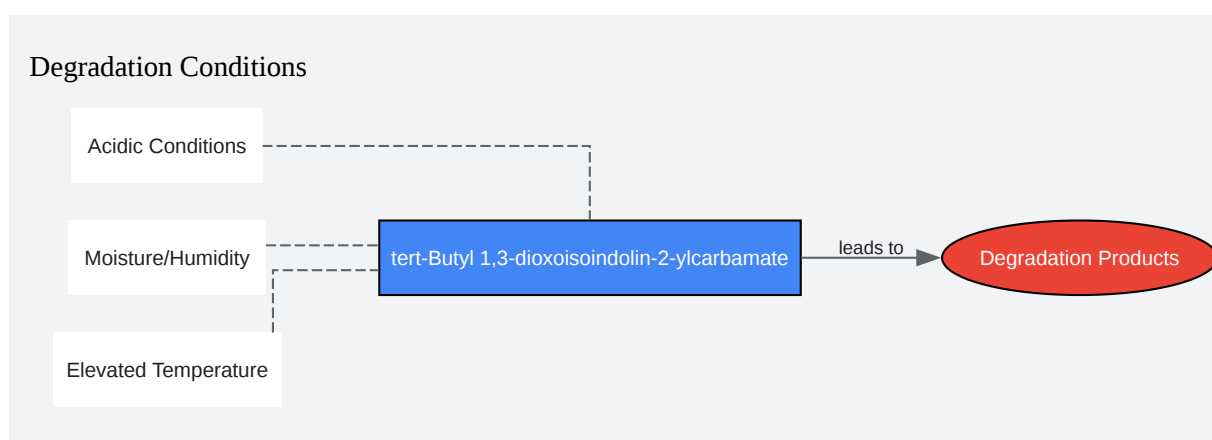 Degradation Conditions
Acidic Conditions
Moisture/Humidity
tert-Butyl 1,3-dioxoisoindolin-2-ylcarbamate
leads to
Degradation Products
Elevated Temperature